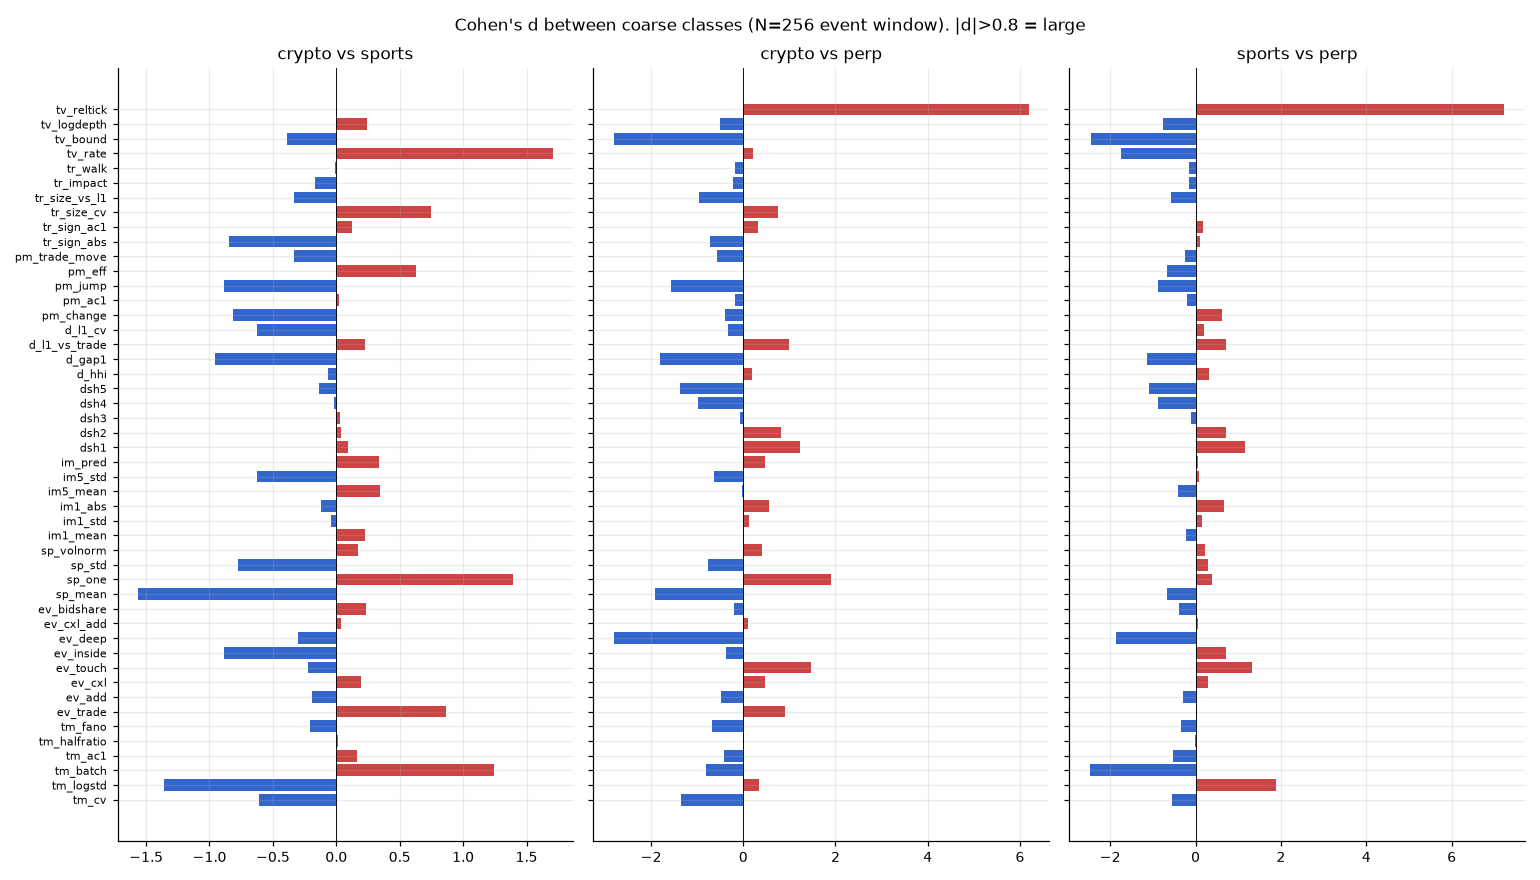 Cohen's d between coarse classes (N=256 event window). |d|>0.8 = large
crypto vs sports
crypto vs perp
sports vs perp
tv_reltick
tv_logdepth
tv_bound
tv_rate
tr_walk
tr_impact
tr_size_vs_l1
tr_size_cv
tr_sign_ac1
tr_sign_abs
pm_trade_move
pm_eff
pm_jump
pm_ac1
pm_change
d_l1_cv
d_l1_vs_trade
d_gap1
d_hhi
dsh5
dsh4
dsh3
dsh2
dsh1
im_pred
im5_std
im5_mean
im1_abs
im1_std
im1_mean
sp_volnorm
sp_std
sp_one
sp_mean
ev_bidshare
ev_cxl_add
ev_deep
ev_inside
ev_touch
ev_cxl
ev_add
ev_trade
tm_fano
tm_halfratio
tm_ac1
tm_batch
tm_logstd
tm_cv
−1.5 −1.0 −0.5 0.0 0.5 1.0 1.5
−2 0 2 4 6
−2 0 2 4 6